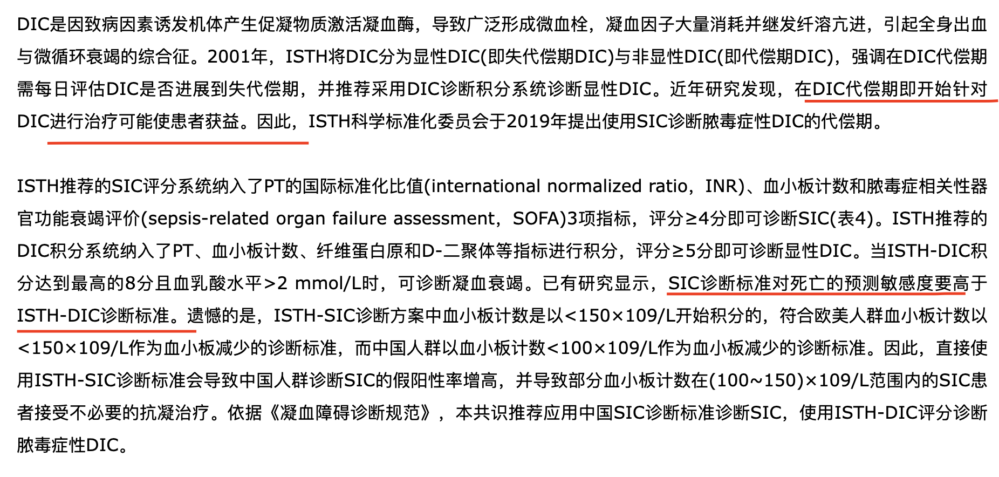 DIC是因致病因素诱发机体产生促凝物质激活凝血酶，导致广泛形成微血栓，凝血因子大量消耗并继发纤溶亢进，引起全身出血
与微循环衰竭的综合征。2001年，ISTH将DIC分为显性DIC(即失代偿期DIC)与非显性DIC(即代偿期DIC)，强调在DIC代偿期
需每日评估DIC是否进展到失代偿期，并推荐采用DIC诊断积分系统诊断显性DIC。近年研究发现，在DIC代偿期即开始针对
DIC进行治疗可能使患者获益。因此，ISTH科学标准化委员会于2019年提出使用SIC诊断脓毒症性DIC的代偿期。
ISTH推荐的SIC评分系统纳入了PT的国际标准化比值(international normalized ratio，INR)、血小板计数和脓毒症相关性器
官功能衰竭评价(sepsis-related organ failure assessment，SOFA)3项指标，评分≥4分即可诊断SIC(表4)。ISTH推荐的
DIC积分系统纳入了PT、血小板计数、纤维蛋白原和D-二聚体等指标进行积分，评分≥5分即可诊断显性DIC。当ISTH-DIC积
分达到最高的8分且血乳酸水平>2 mmol/L时，可诊断凝血衰竭。已有研究显示，SIC诊断标准对死亡的预测敏感度要高于
ISTH-DIC诊断标准。遗憾的是，ISTH-SIC诊断方案中血小板计数是以<150×109/L开始积分的，符合欧美人群血小板计数以
<150×109/L作为血小板减少的诊断标准，而中国人群以血小板计数<100×109/L作为血小板减少的诊断标准。因此，直接使
用ISTH-SIC诊断标准会导致中国人群诊断SIC的假阳性率增高，并导致部分血小板计数在(100~150)×109/L范围内的SIC患
者接受不必要的抗凝治疗。依据《凝血障碍诊断规范》，本共识推荐应用中国SIC诊断标准诊断SIC，使用ISTH-DIC评分诊断
脓毒症性DIC。